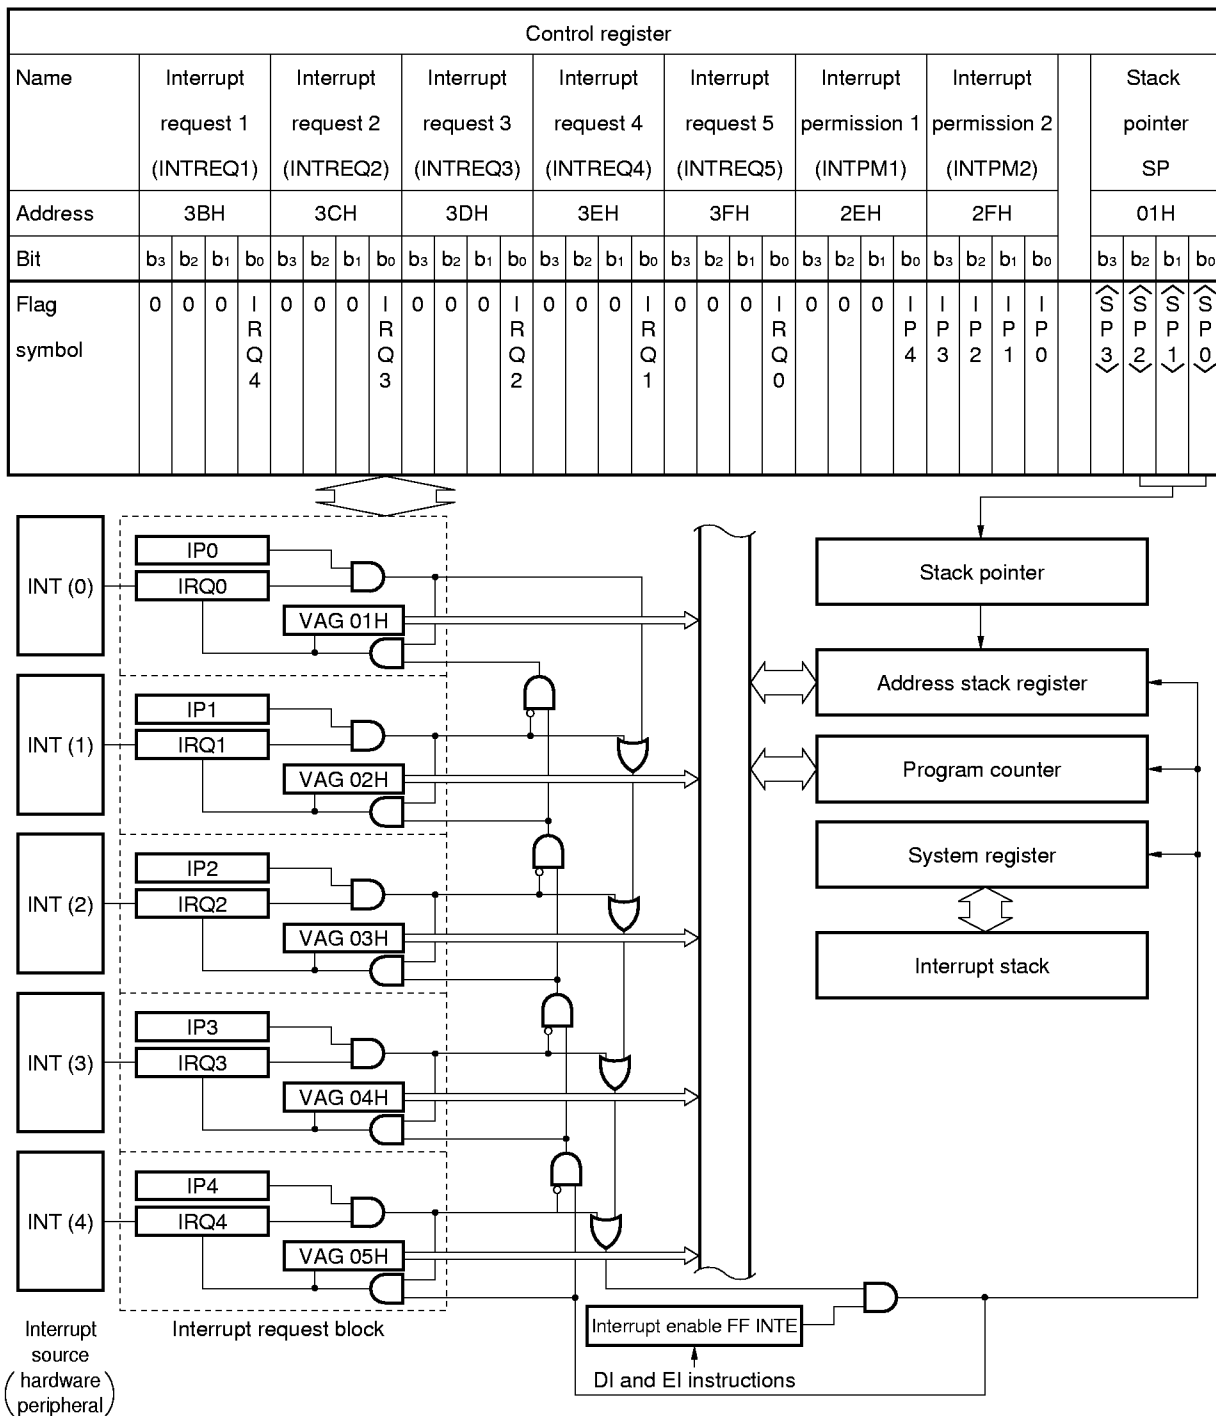 Control register
Name
Interrupt request 1 (INTREQ1)
Interrupt request 2 (INTREQ2)
Interrupt request 3 (INTREQ3)
Interrupt request 4 (INTREQ4)
Interrupt request 5 (INTREQ5)
Interrupt permission 1 (INTPM1)
Interrupt permission 2 (INTPM2)
Stack pointer SP
Address 3BH 3CH 3DH 3EH 3FH 2EH 2FH 01H
Bit b3 b2 b1 b0 b3 b2 b1 b0 b3 b2 b1 b0 b3 b2 b1 b0 b3 b2 b1 b0 b3 b2 b1 b0 b3 b2 b1 b0 b3 b2 b1 b0
Flag symbol
0 0 0 IRQ4 0 0 0 IRQ3 0 0 0 IRQ2 0 0 0 IRQ1 0 0 0 IRQ0 0 0 0 IP4 IP3 IP2 IP1 IP0 <SP3> <SP2> <SP1> <SP0>
INT (0)
IP0
IRQ0
VAG 01H
INT (1)
IP1
IRQ1
VAG 02H
INT (2)
IP2
IRQ2
VAG 03H
INT (3)
IP3
IRQ3
VAG 04H
INT (4)
IP4
IRQ4
VAG 05H
Stack pointer
Address stack register
Program counter
System register
Interrupt stack
Interrupt source
(hardware peripheral)
Interrupt request block
Interrupt enable FF INTE
DI and EI instructions